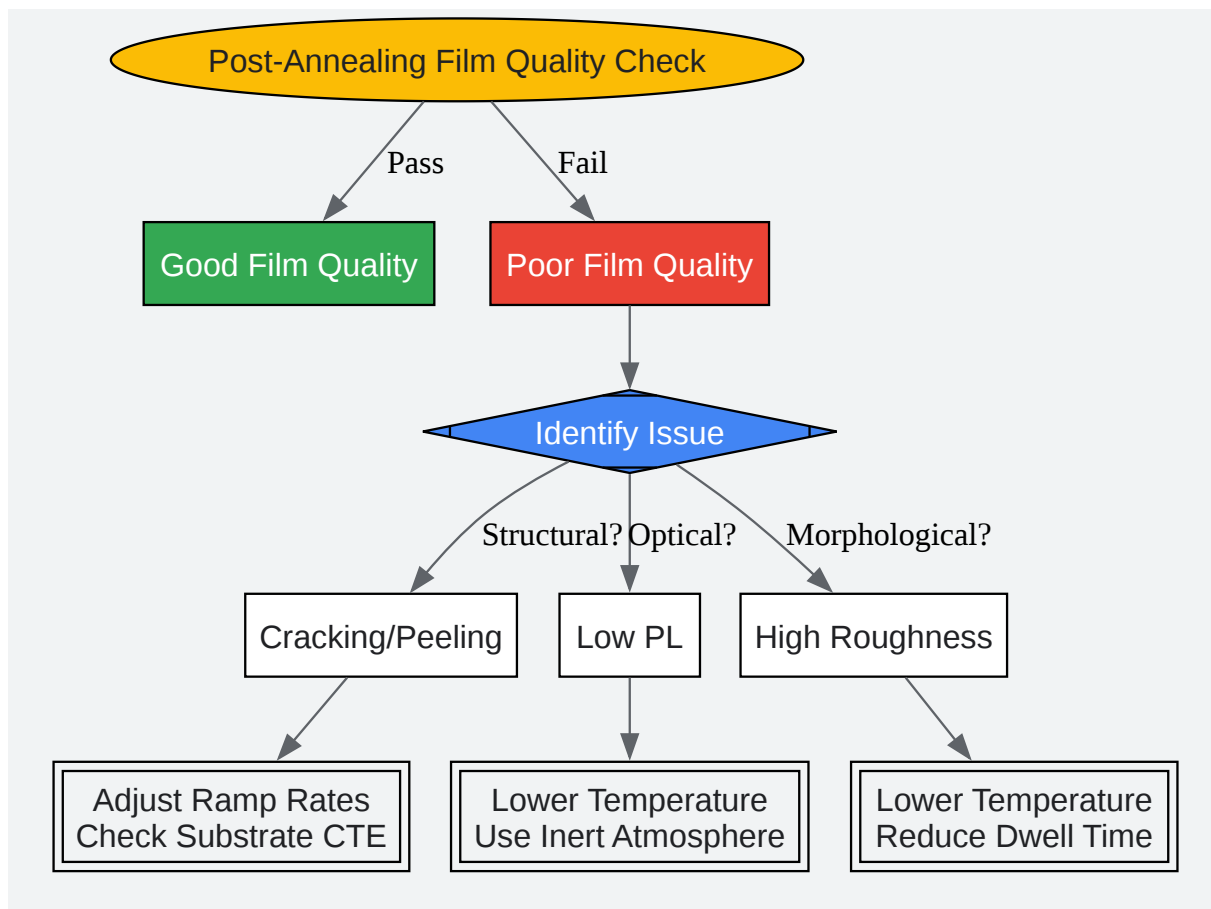 Post-Annealing Film Quality Check
Pass
Fail
Good Film Quality
Poor Film Quality
Identify Issue
Structural?
Optical?
Morphological?
Cracking/Peeling
Low PL
High Roughness
Adjust Ramp Rates
Check Substrate CTE
Lower Temperature
Use Inert Atmosphere
Lower Temperature
Reduce Dwell Time